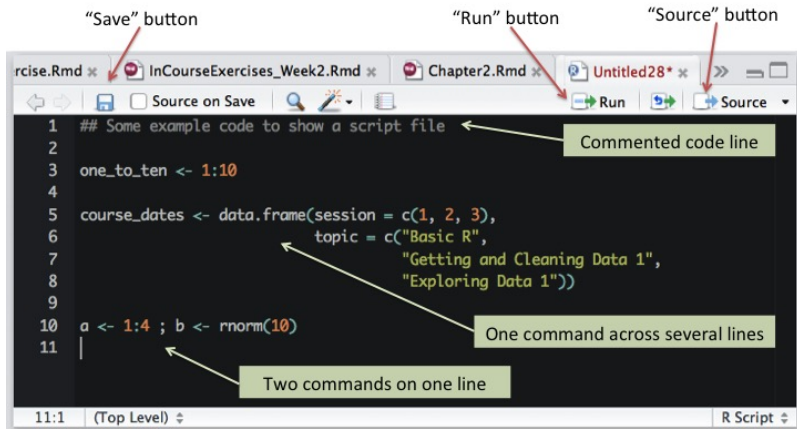 “Save” button
“Run” button
“Source” button
rcise.Rmd × InCourseExercises_Week2.Rmd × Chapter2.Rmd × Untitled28* × »
Source on Save Run Source
1 ## Some example code to show a script file
Commented code line
2
3 one_to_ten <- 1:10
4
5 course_dates <- data.frame(session = c(1, 2, 3),
6 topic = c("Basic R",
7 "Getting and Cleaning Data 1",
8 "Exploring Data 1"))
9
One command across several lines
10 a <- 1:4 ; b <- rnorm(10)
11
Two commands on one line
11:1 (Top Level) R Script